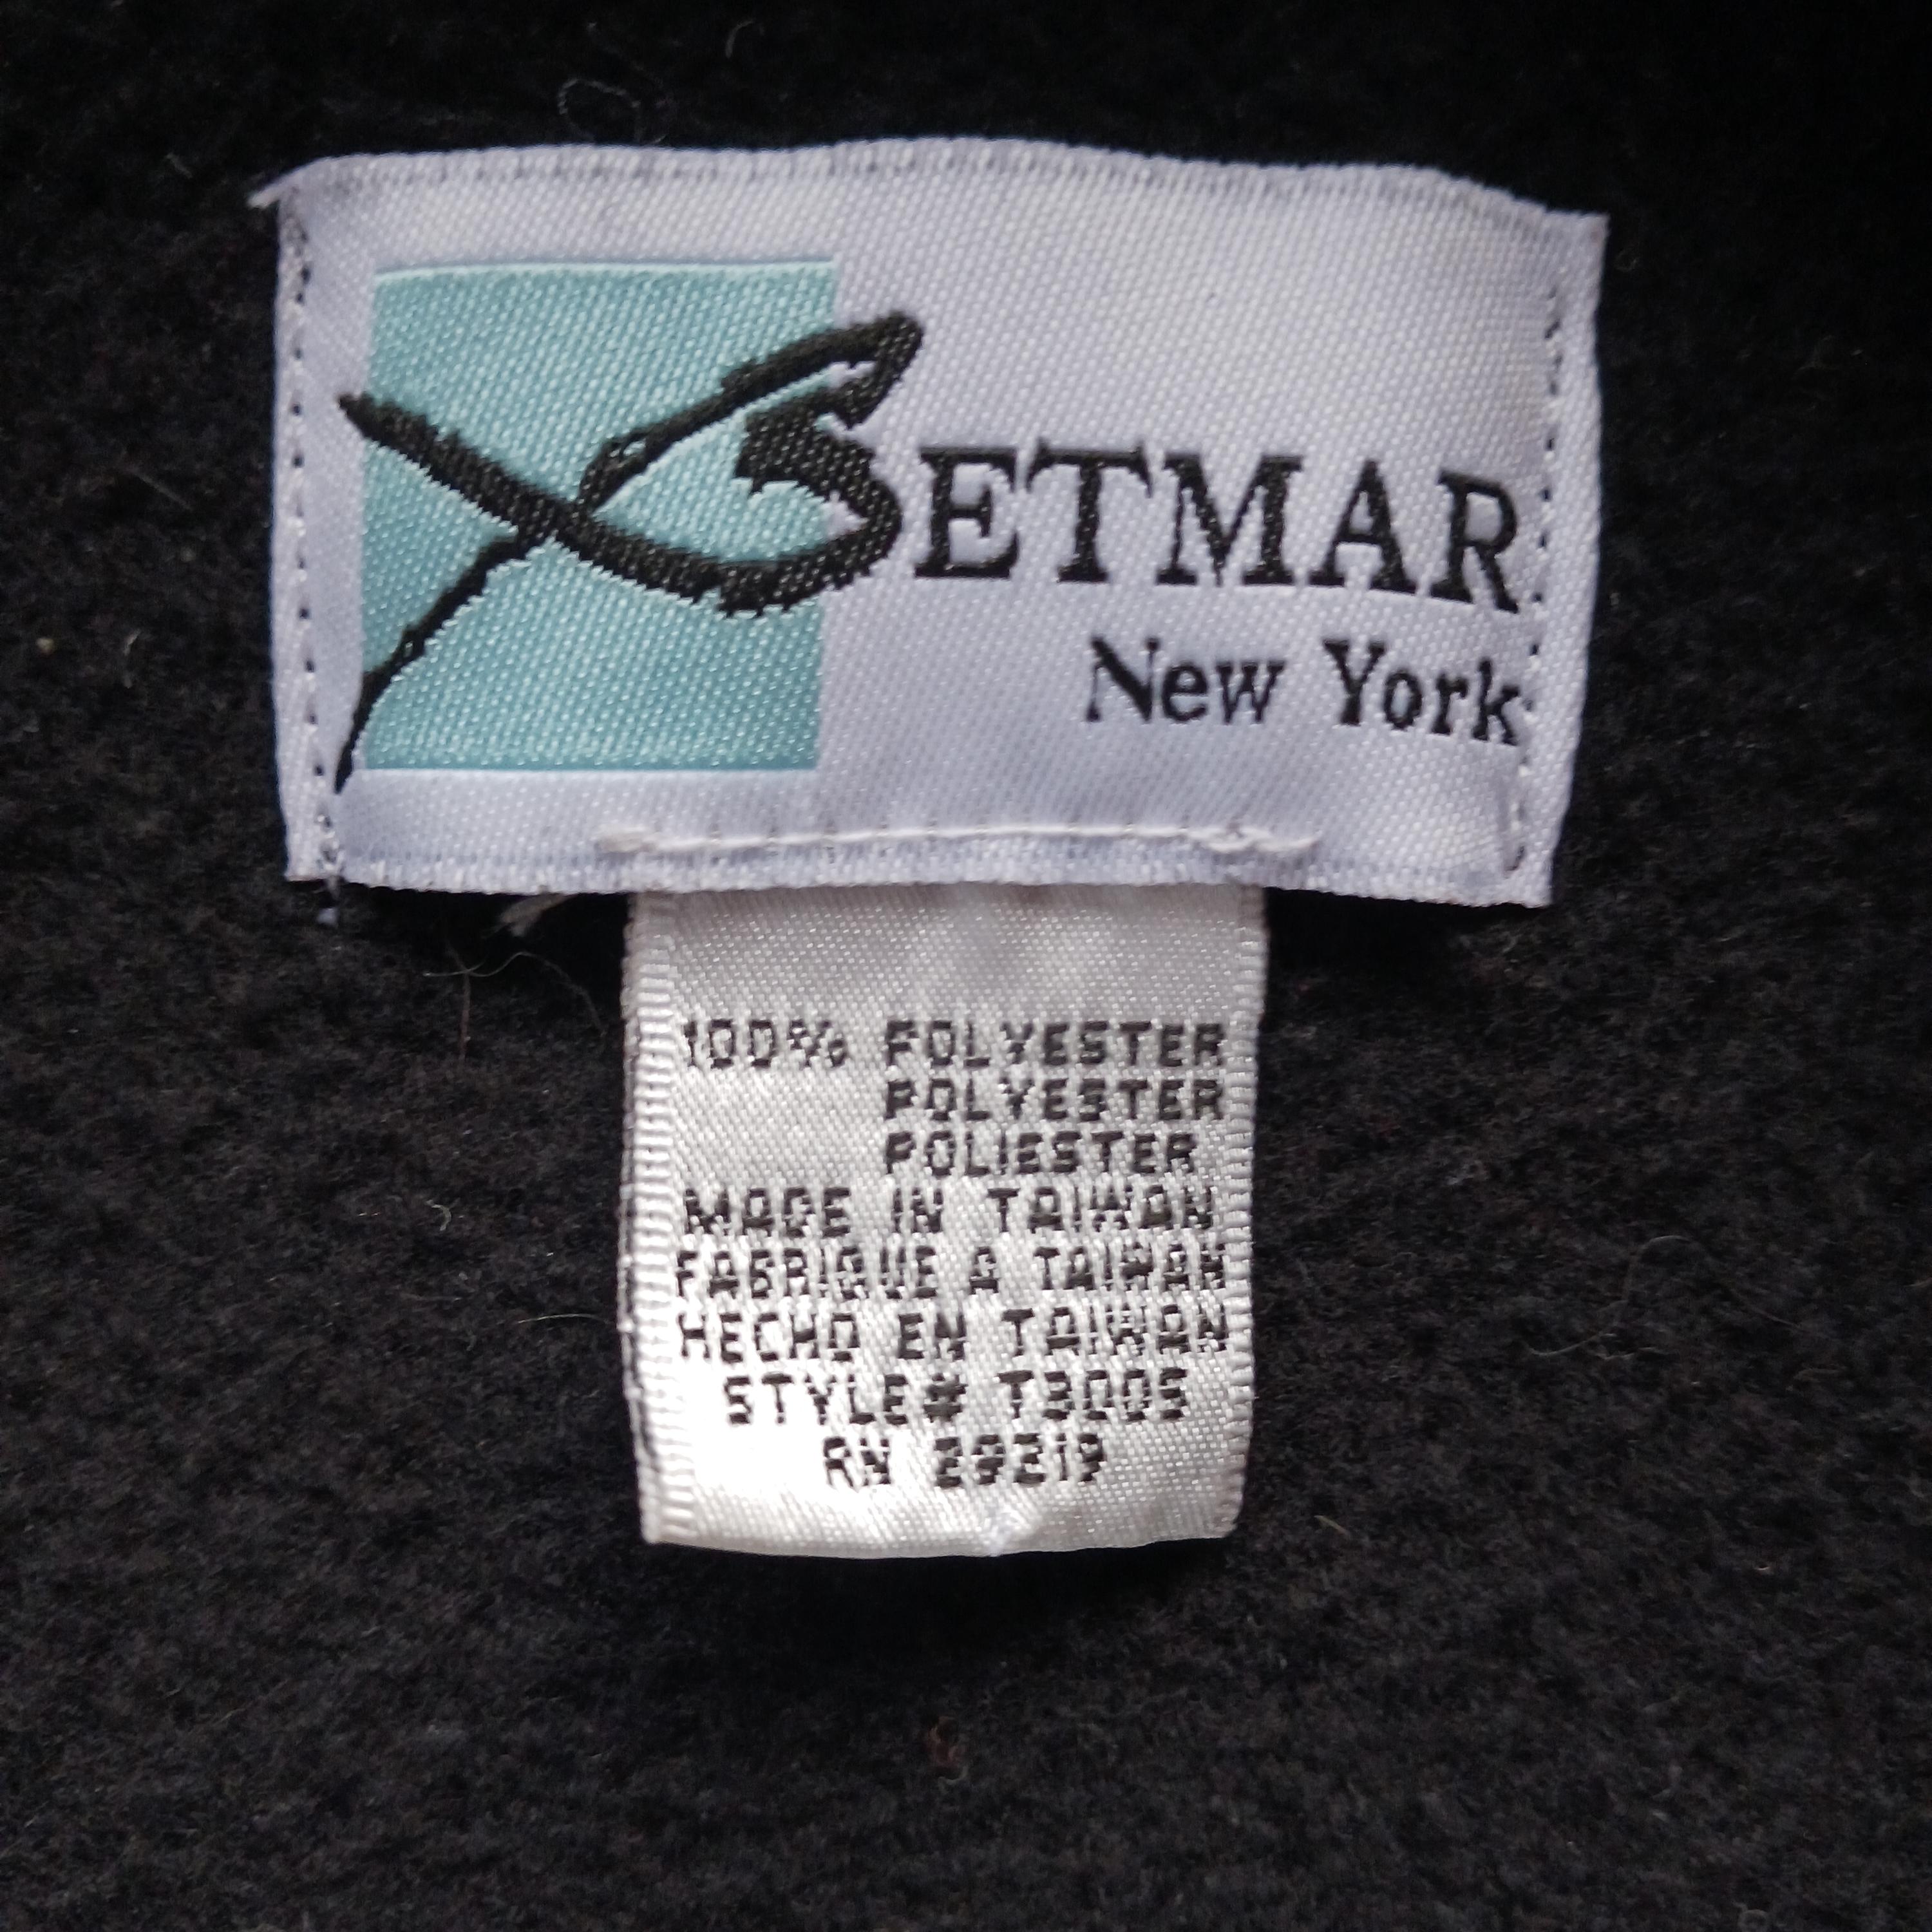 BETMAR
New York
100% POLYESTER
POLYESTER
POLIESTER
MADE IN TAIWAN
FABRIQUE A TAIWAN
HECHO EN TAIWAN
STYLE# T3005
RN 29219